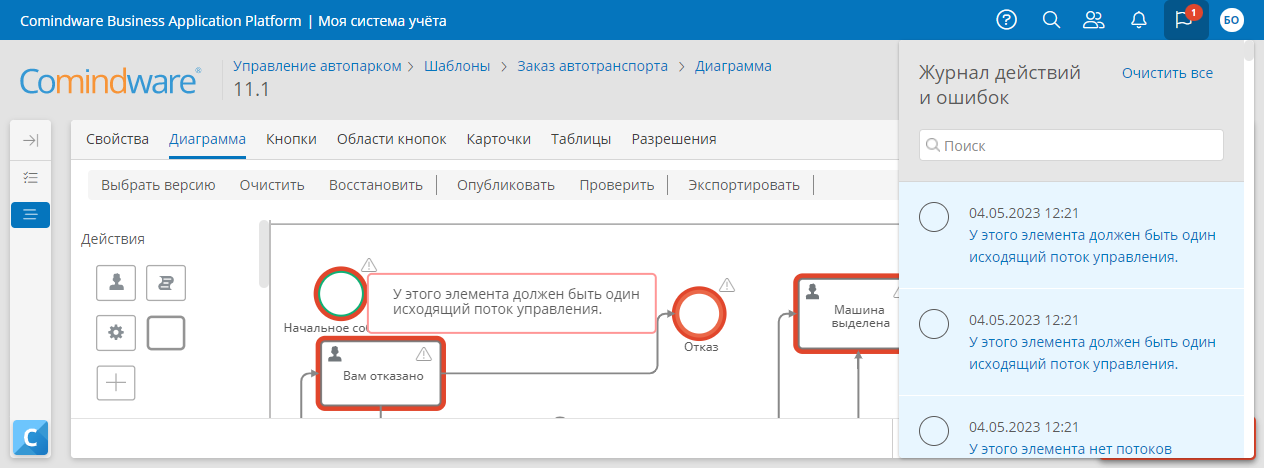 Comindware Business Application Platform | Моя система учёта
1
БО
Comindware®
Управление автопарком > Шаблоны > Заказ автотранспорта > Диаграмма
11.1
Свойства Диаграмма Кнопки Области кнопок Карточки Таблицы Разрешения
Выбрать версию Очистить Восстановить Опубликовать Проверить Экспортировать
Действия
У этого элемента должен быть один
исходящий поток управления.
Начальное соб
Отказ
Вам отказано
Машина
выделена
C
Журнал действий
и ошибок
Очистить все
Поиск
04.05.2023 12:21
У этого элемента должен быть один
исходящий поток управления.
04.05.2023 12:21
У этого элемента должен быть один
исходящий поток управления.
04.05.2023 12:21
У этого элемента нет потоков